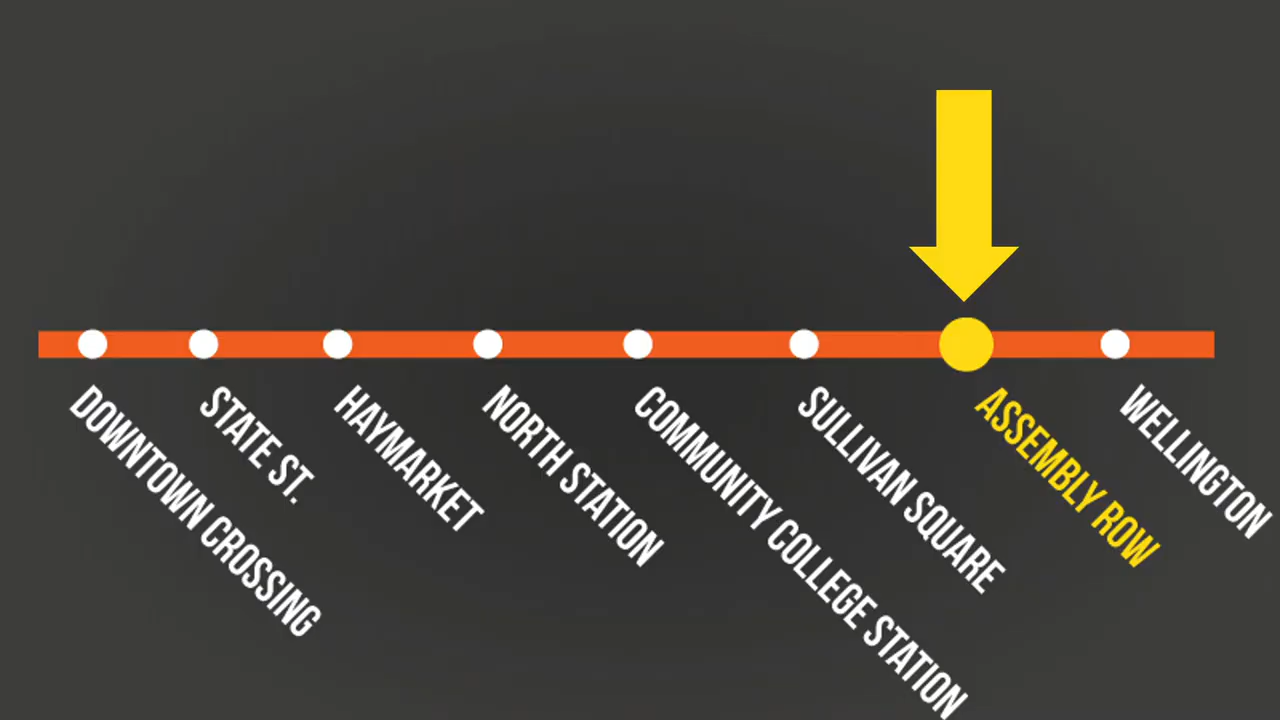 DOWNTOWN CROSSING
STATE ST.
HAYMARKET
NORTH STATION
COMMUNITY COLLEGE STATION
SULLIVAN SQUARE
ASSEMBLY ROW
WELLINGTON